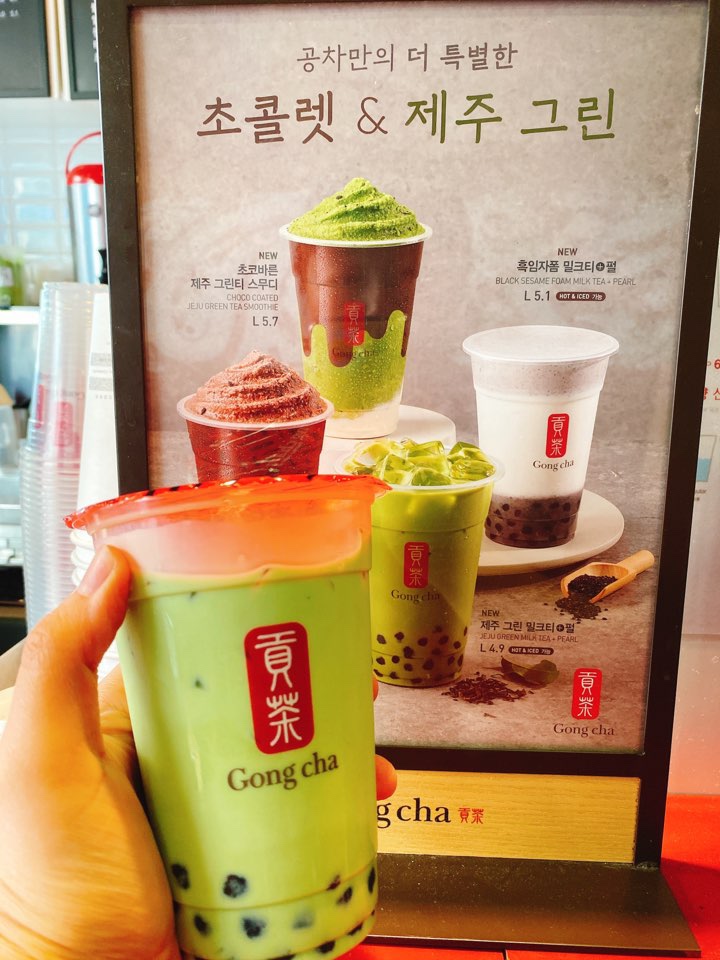 공차만의 더 특별한
초콜렛 & 제주 그린
NEW
초코바른
제주 그린티 스무디
CHOCO COATED
JEJU GREEN TEA SMOOTHIE
L 5.7
NEW
흑임자폼 밀크티+펄
BLACK SESAME FOAM MILK TEA + PEARL
L 5.1 HOT & ICED 가능
貢茶
Gong cha
貢茶
Gong cha
貢茶
Gong cha
NEW
제주 그린 밀크티+펄
JEJU GREEN MILK TEA + PEARL
L 4.9 HOT & ICED 가능
貢茶
Gong cha
貢茶
Gong cha
g cha 貢茶